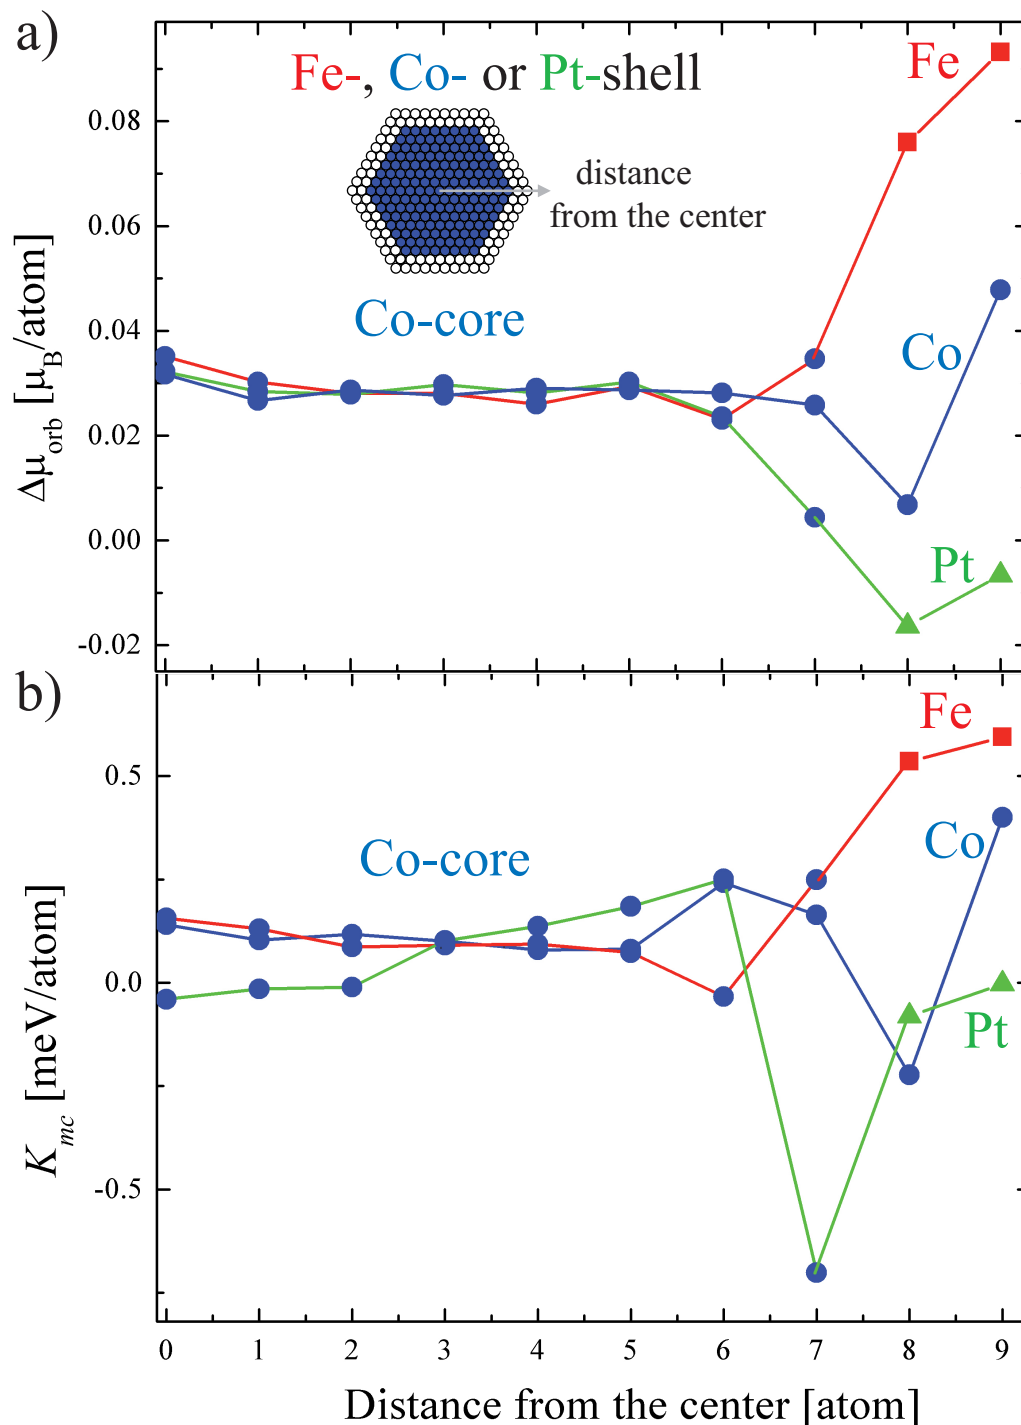 a)
Fe-, Co- or Pt-shell
distance
from the center
Co-core
Fe
Co
Pt
Δμorb [μB/atom]
0.08
0.06
0.04
0.02
0.00
-0.02
b)
Fe
Co
Pt
Co-core
Kmc [meV/atom]
0.5
0.0
-0.5
0 1 2 3 4 5 6 7 8 9
Distance from the center [atom]